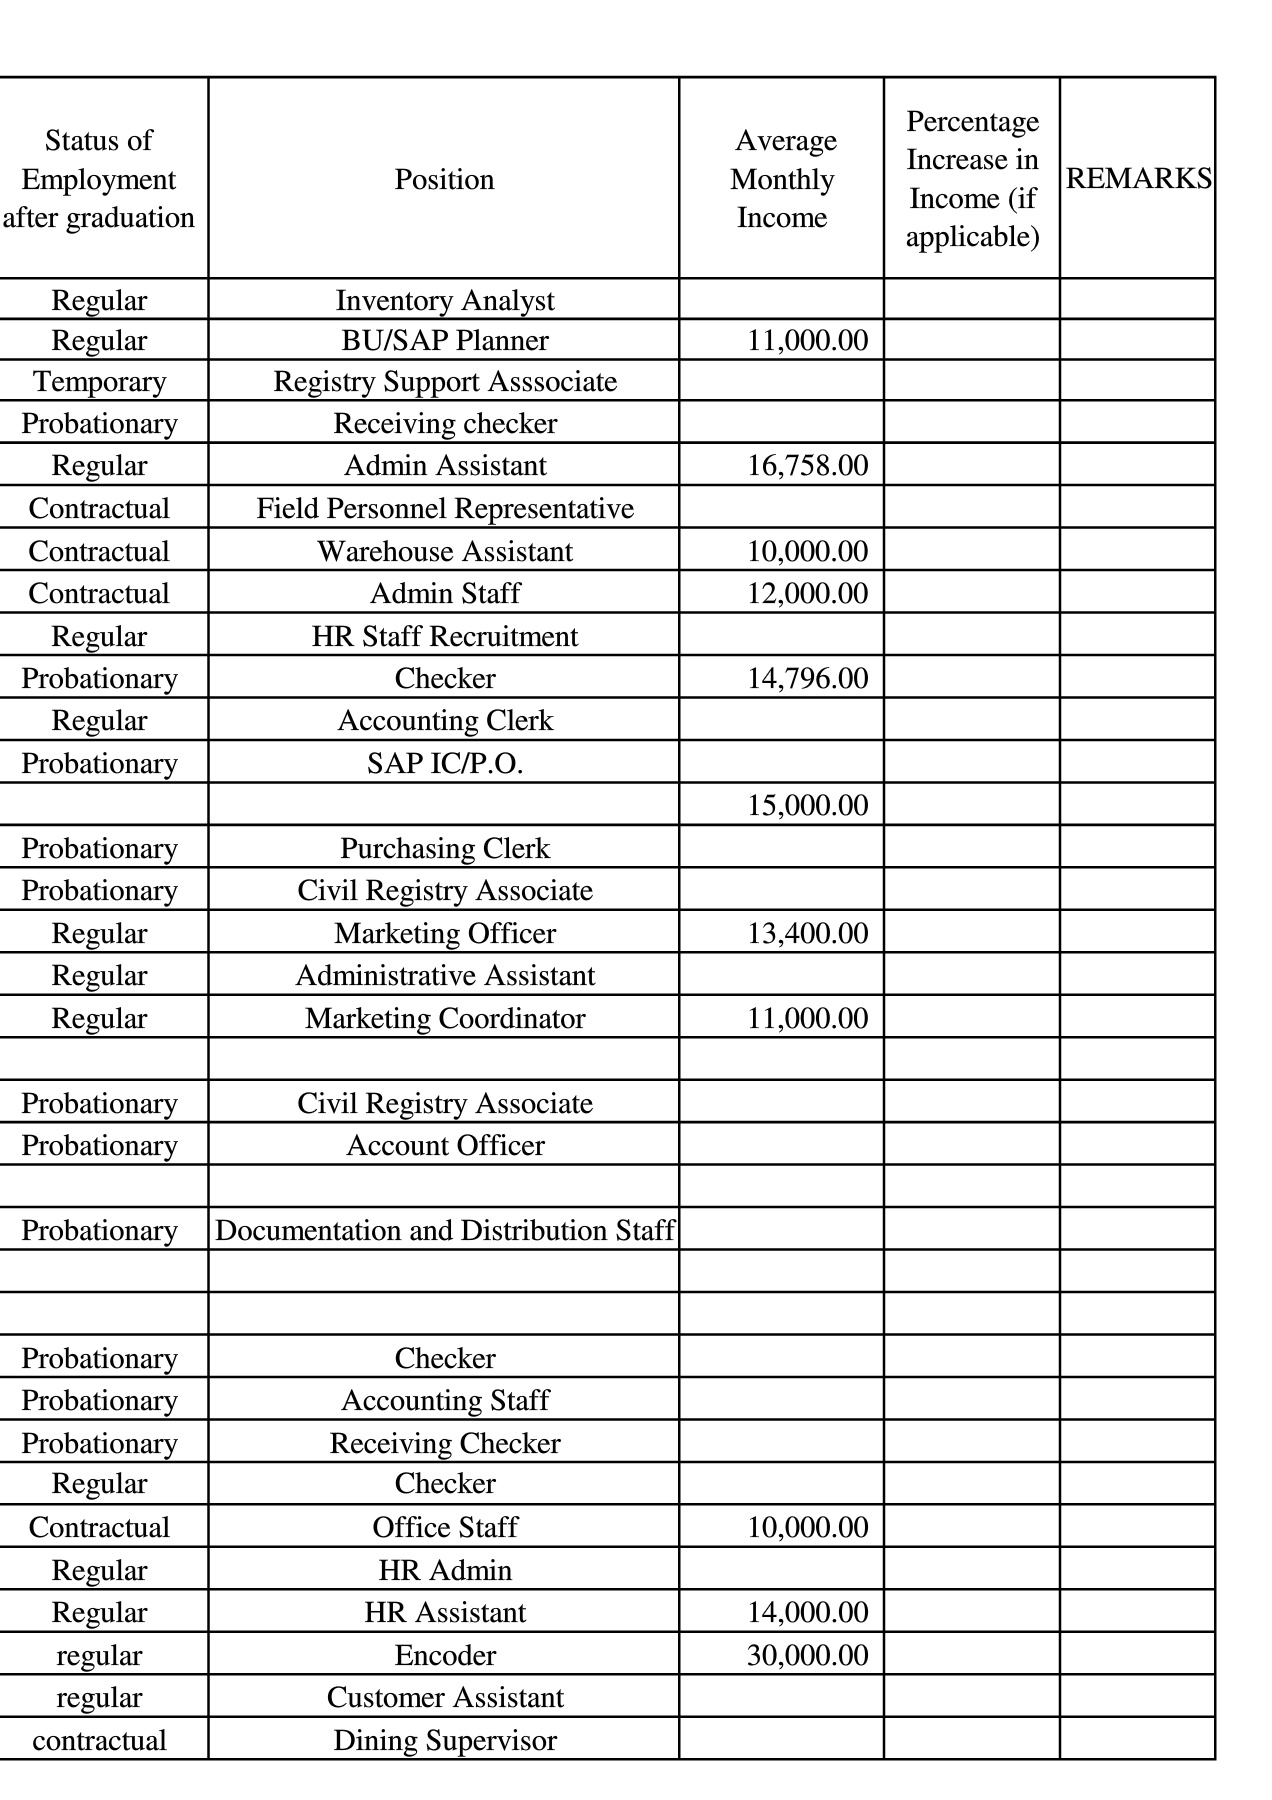 Status of Employment after graduation Position Average Monthly Income Percentage Increase in Income (if applicable) REMARKS
Regular Inventory Analyst
Regular BU/SAP Planner 11,000.00
Temporary Registry Support Asssociate
Probationary Receiving checker
Regular Admin Assistant 16,758.00
Contractual Field Personnel Representative
Contractual Warehouse Assistant 10,000.00
Contractual Admin Staff 12,000.00
Regular HR Staff Recruitment
Probationary Checker 14,796.00
Regular Accounting Clerk
Probationary SAP IC/P.O.
15,000.00
Probationary Purchasing Clerk
Probationary Civil Registry Associate
Regular Marketing Officer 13,400.00
Regular Administrative Assistant
Regular Marketing Coordinator 11,000.00
Probationary Civil Registry Associate
Probationary Account Officer
Probationary Documentation and Distribution Staff
Probationary Checker
Probationary Accounting Staff
Probationary Receiving Checker
Regular Checker
Contractual Office Staff 10,000.00
Regular HR Admin
Regular HR Assistant 14,000.00
regular Encoder 30,000.00
regular Customer Assistant
contractual Dining Supervisor